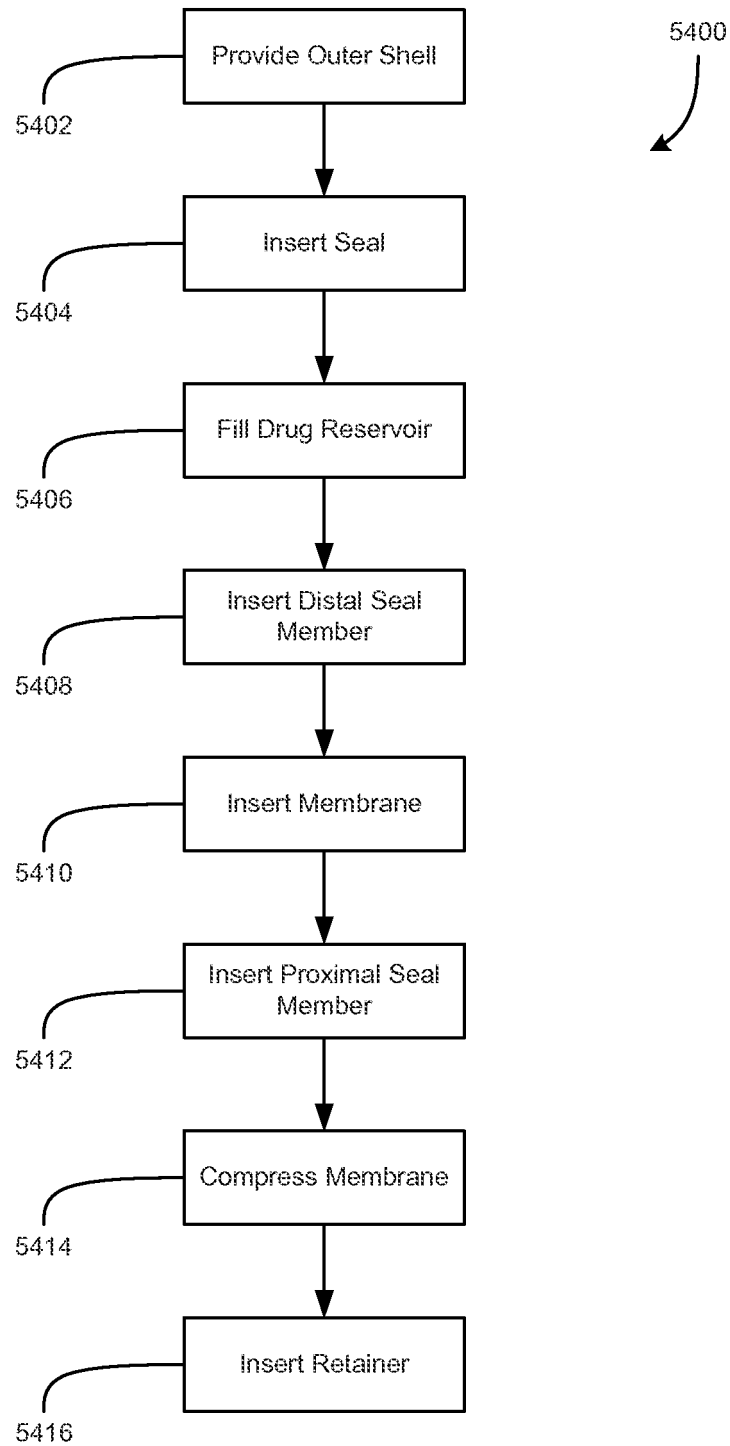 Provide Outer Shell
5400
5402
Insert Seal
5404
Fill Drug Reservoir
5406
Insert Distal Seal
Member
5408
Insert Membrane
5410
Insert Proximal Seal
Member
5412
Compress Membrane
5414
Insert Retainer
5416